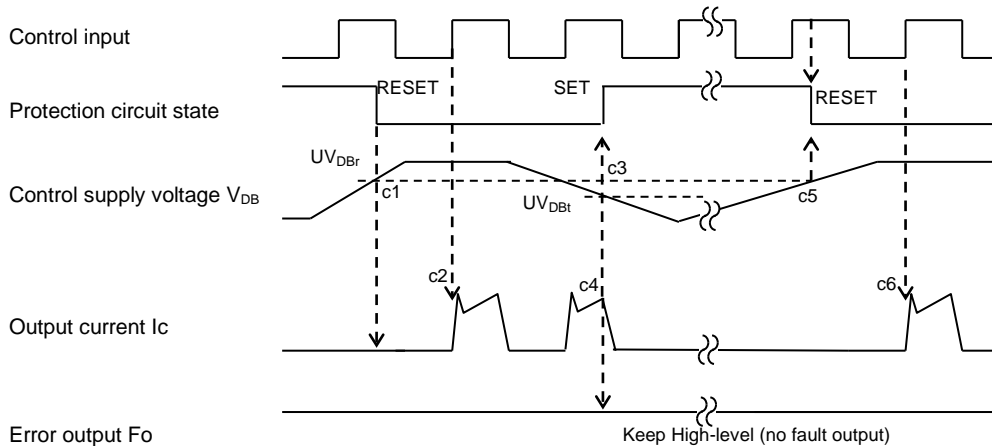 Control input
Protection circuit state
RESET
SET
RESET
UVDBr
c1
c3
Control supply voltage VDB
UVDBt
c5
c2
c4
c6
Output current Ic
Error output Fo
Keep High-level (no fault output)